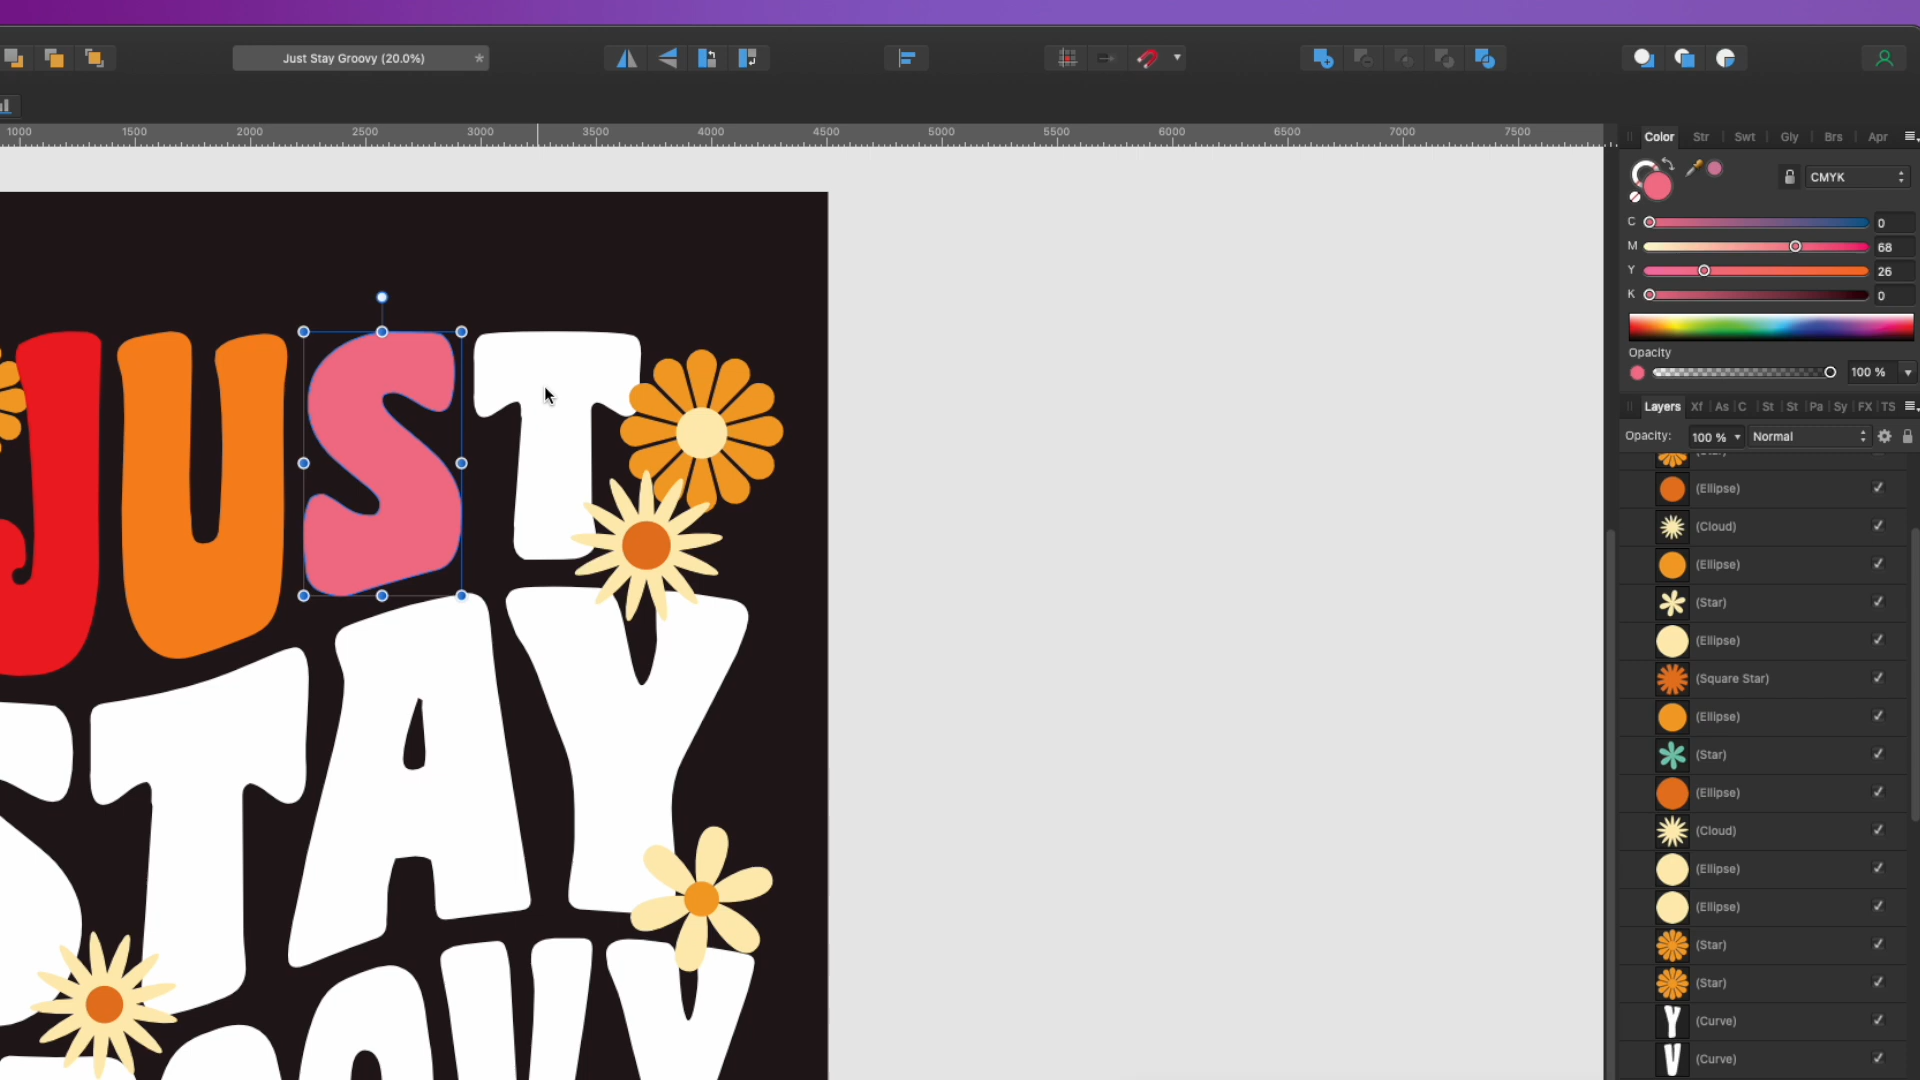 Just Stay Groovy (20.0%) *
1000 1500 2000 2500 3000 3500 4000 4500 5000 5500 6000 6500 7000 7500
Color Str Swt Gly Brs Apr
CMYK
C 0
M 68
Y 26
K 0
Opacity
100 %
Layers Xf As C St St Pa Sy FX TS
Opacity: 100 % Normal
(Ellipse)
(Cloud)
(Ellipse)
(Star)
(Ellipse)
(Square Star)
(Ellipse)
(Star)
(Ellipse)
(Cloud)
(Ellipse)
(Ellipse)
(Star)
(Star)
Y (Curve)
V (Curve)
JUST
STAY
OVY